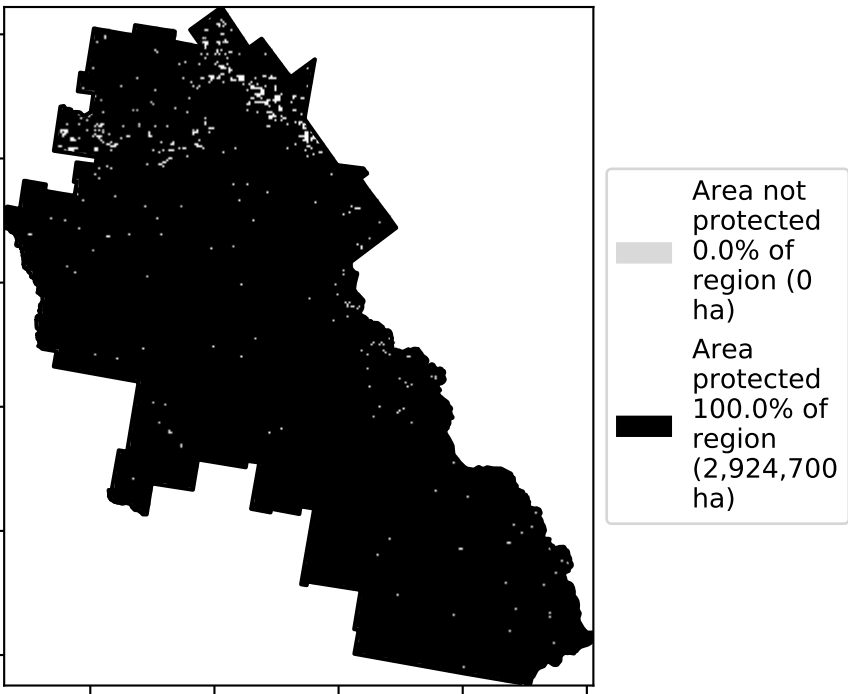 Area not
protected
0.0% of
region (0
ha)
Area
protected
100.0% of
region
(2,924,700
ha)